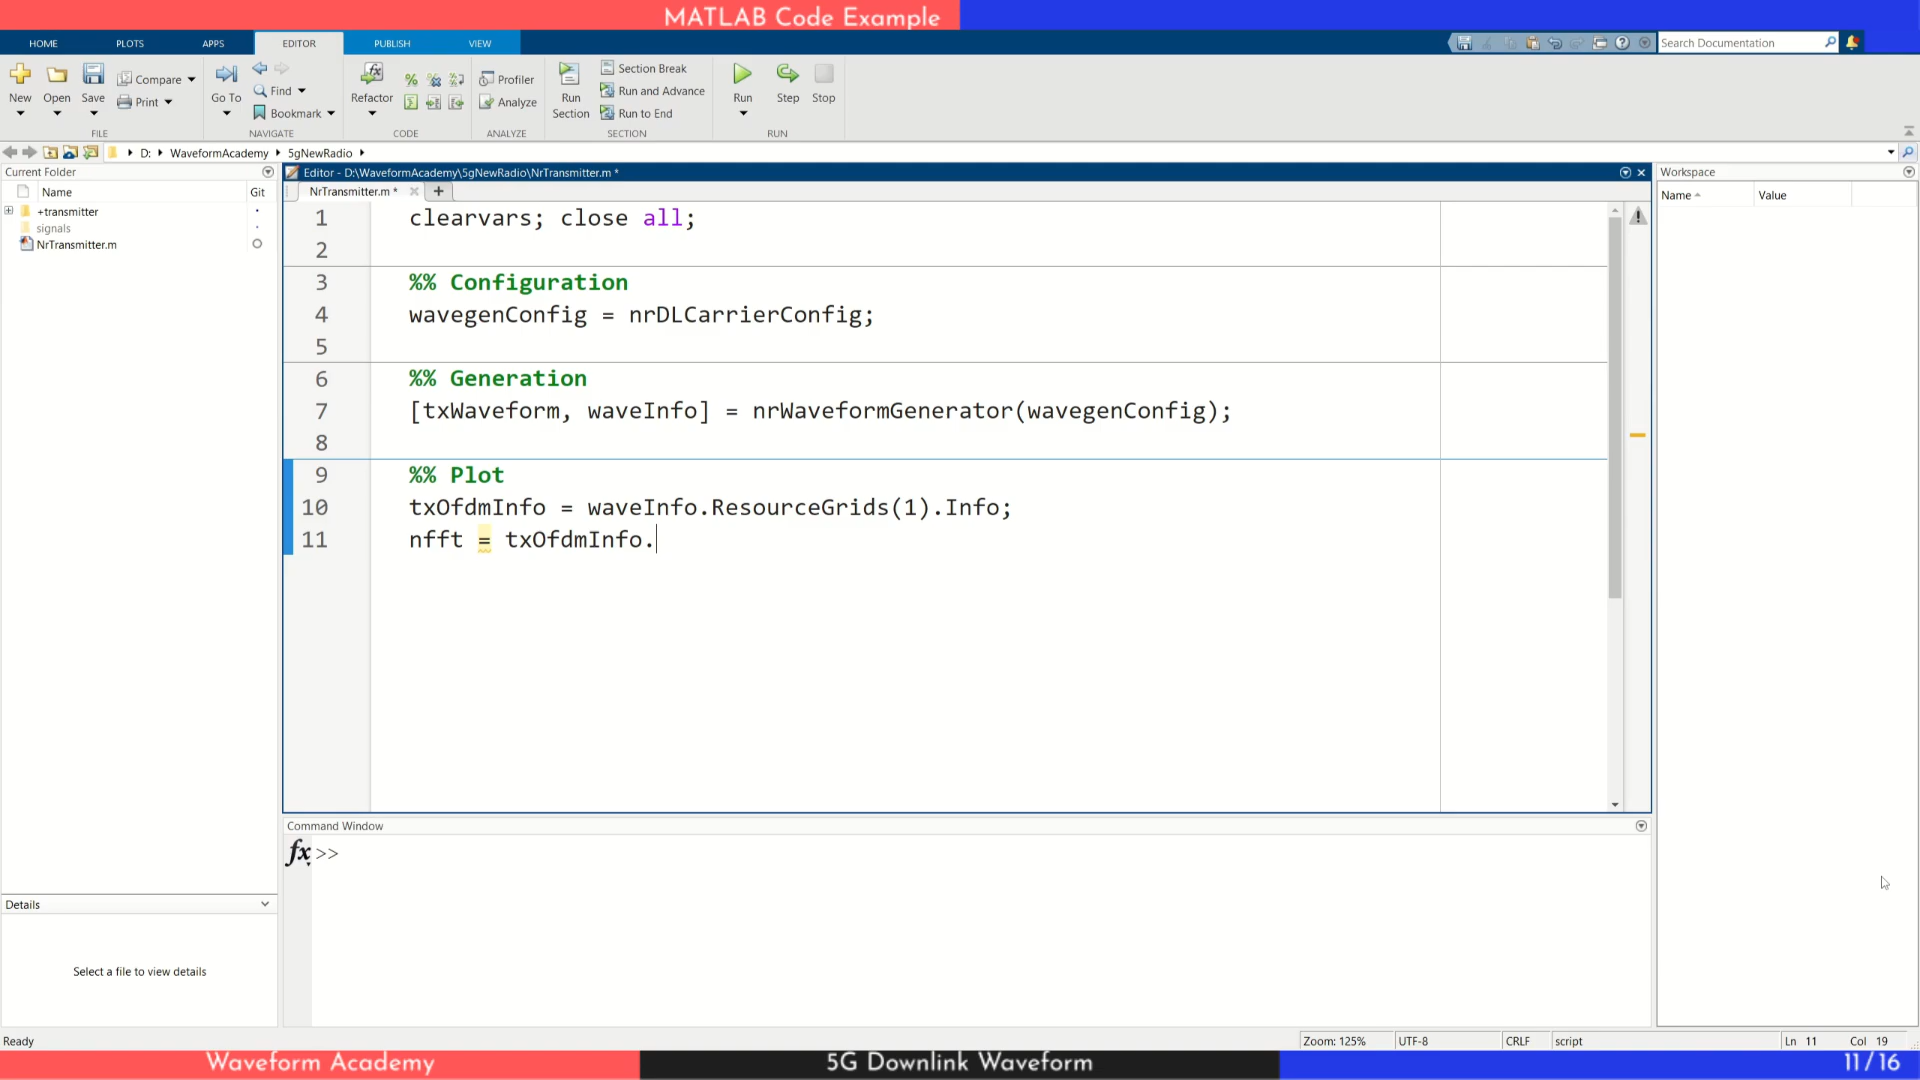 MATLAB Code Example
HOME PLOTS APPS EDITOR PUBLISH VIEW
Search Documentation
New Open Save Compare Print
FILE
Go To Find Bookmark
NAVIGATE
Refactor
CODE
Profiler Analyze
ANALYZE
Run Section Section Break Run and Advance Run to End
SECTION
Run Step Stop
RUN
D: WaveformAcademy 5gNewRadio
Current Folder
Name Git
+transmitter
signals
NrTransmitter.m
Editor - D:\WaveformAcademy\5gNewRadio\NrTransmitter.m *
NrTransmitter.m * +
1 clearvars; close all;
2
3 %% Configuration
4 wavegenConfig = nrDLCarrierConfig;
5
6 %% Generation
7 [txWaveform, waveInfo] = nrWaveformGenerator(wavegenConfig);
8
9 %% Plot
10 txOfdmInfo = waveInfo.ResourceGrids(1).Info;
11 nfft = txOfdmInfo.
Workspace
Name Value
Command Window
fx >>
Details
Select a file to view details
Ready
Zoom: 125% UTF-8 CRLF script Ln 11 Col 19
Waveform Academy
5G Downlink Waveform
11/16